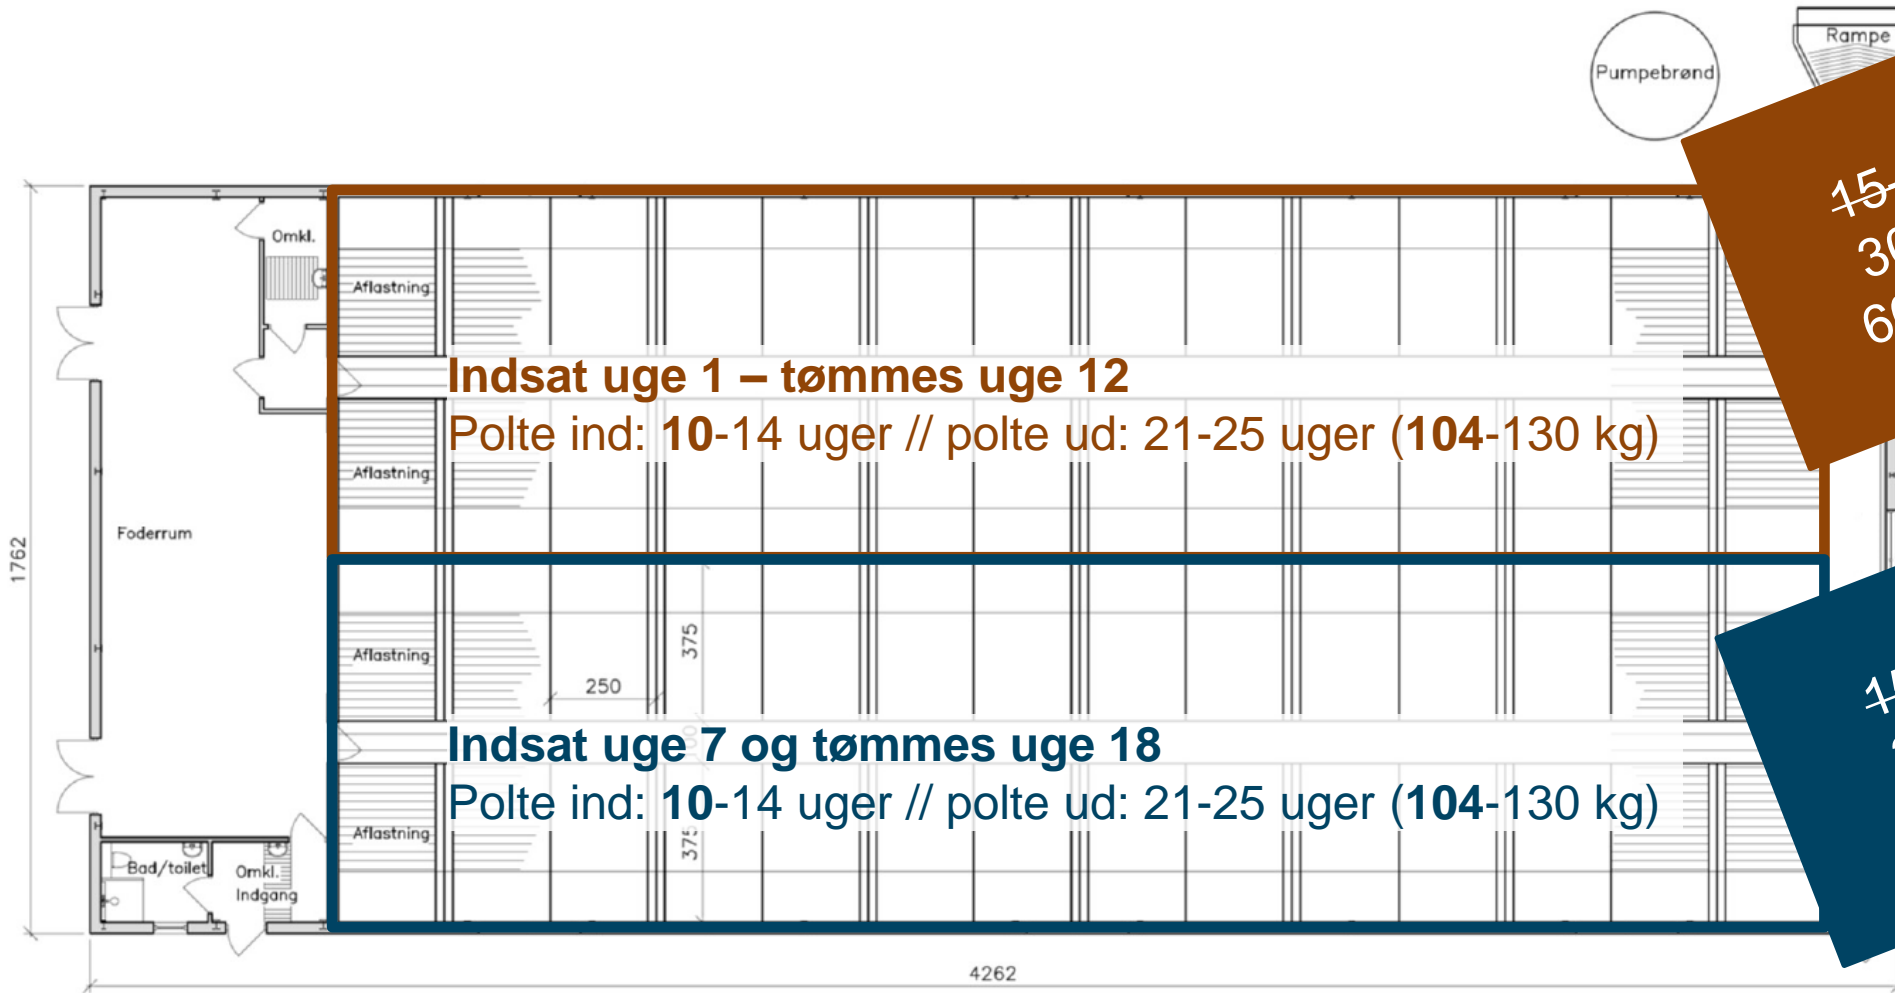 Rampe
Pumpebrønd
Omkl.
Aflastning
Indsat uge 1 – tømmes uge 12
Polte ind: 10-14 uger // polte ud: 21-25 uger (104-130 kg)
Aflastning
Foderrum
1762
375
Aflastning
250
Indsat uge 7 og tømmes uge 18
Polte ind: 10-14 uger // polte ud: 21-25 uger (104-130 kg)
Aflastning
375
Bad/toilet
Omkl.
Indgang
4262